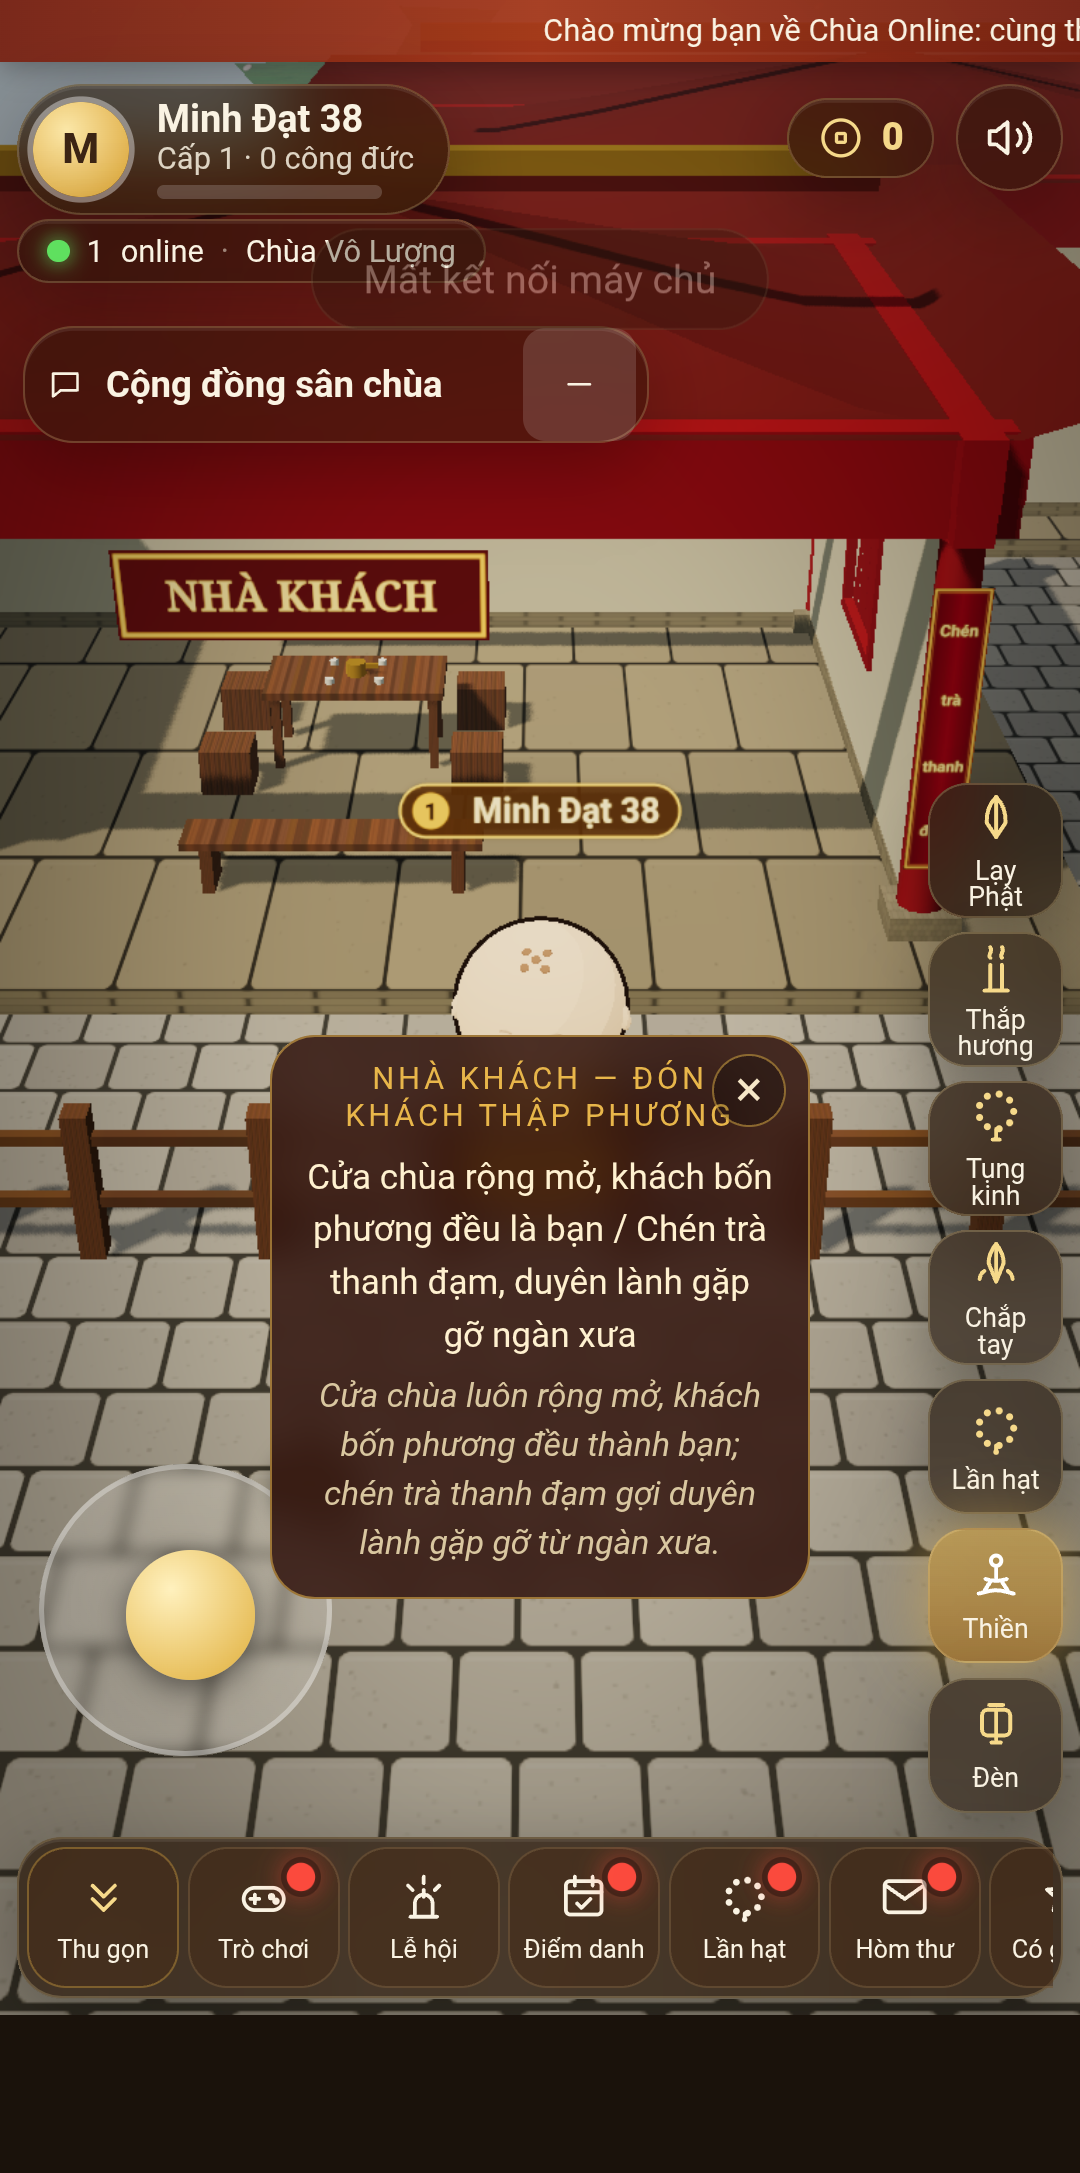 Chào mừng bạn về Chùa Online: cùng
M
Minh Đạt 38
Cấp 1 · 0 công đức
0
1 online · Chùa Vô Lượng
Mất kết nối máy chủ
Cộng đồng sân chùa
NHÀ KHÁCH
Chén
trà
thanh
1 Minh Đạt 38
Lạy
Phật
Thắp
hương
Tụng
kinh
Chắp
tay
Lần hạt
Thiền
Đèn
NHÀ KHÁCH — ĐÓN
KHÁCH THẬP PHƯƠNG
Cửa chùa rộng mở, khách bốn
phương đều là bạn / Chén trà
thanh đạm, duyên lành gặp
gỡ ngàn xưa
Cửa chùa luôn rộng mở, khách
bốn phương đều thành bạn;
chén trà thanh đạm gợi duyên
lành gặp gỡ từ ngàn xưa.
Thu gọn
Trò chơi
Lễ hội
Điểm danh
Lần hạt
Hòm thư
Có